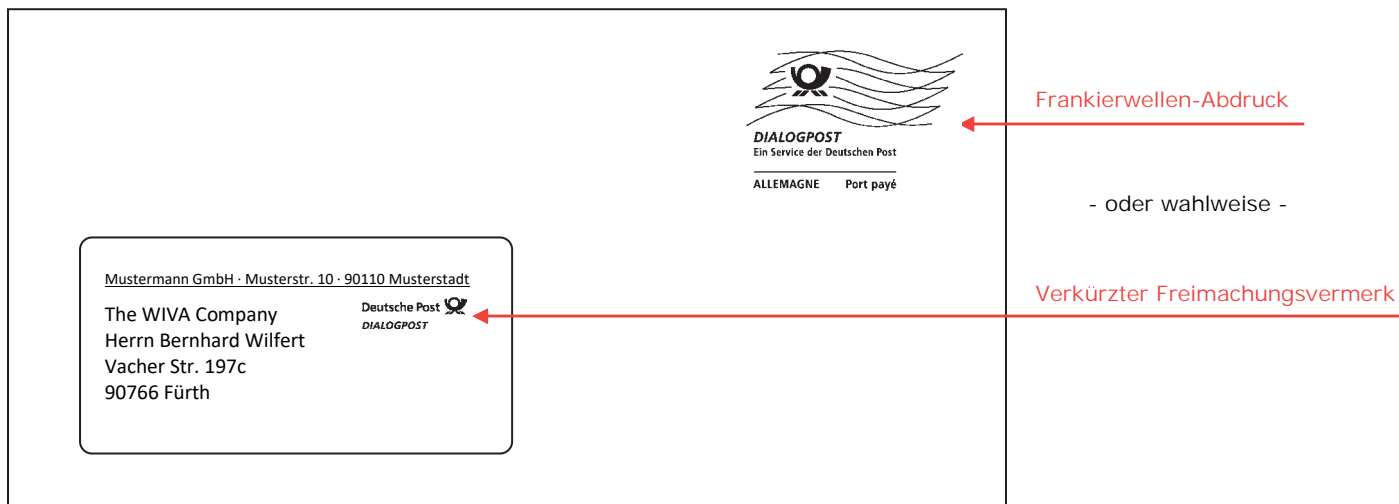 Frankierwellen-Abdruck
DIALOGPOST
Ein Service der Deutschen Post
ALLEMAGNE Port payé
- oder wahlweise -
Mustermann GmbH · Musterstr. 10 · 90110 Musterstadt
Verkürzter Freimachungsvermerk
Deutsche Post
DIALOGPOST
The WIVA Company
Herrn Bernhard Wilfert
Vacher Str. 197c
90766 Fürth